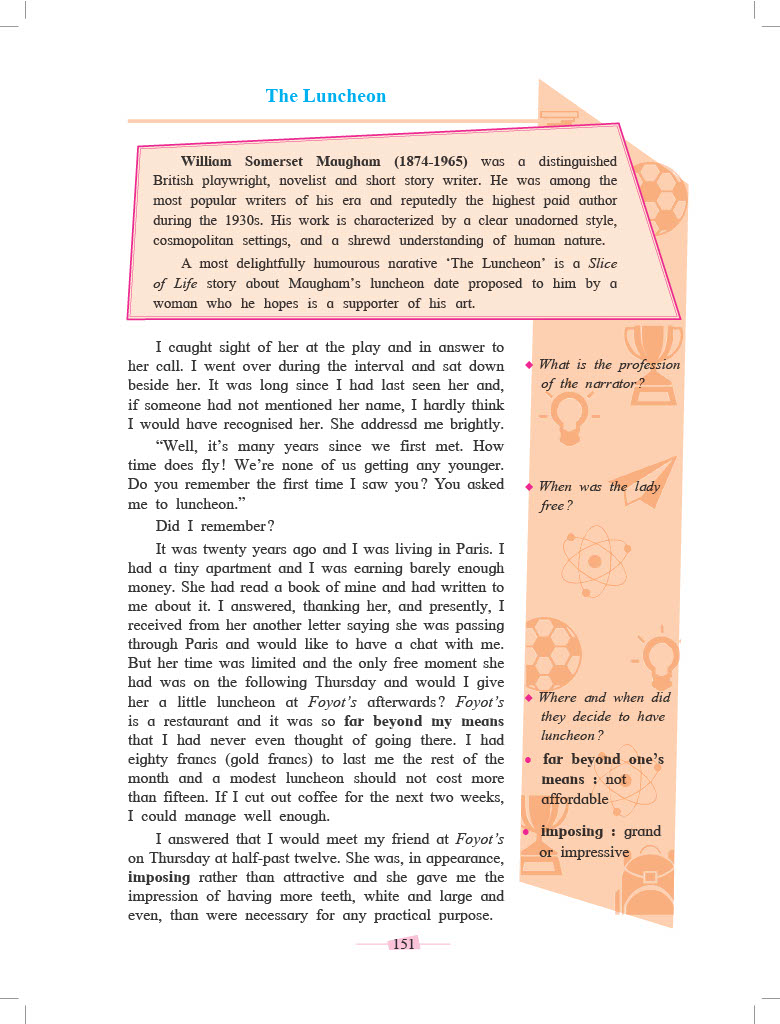 The Luncheon
William Somerset Maugham (1874-1965) was a distinguished
British playwright, novelist and short story writer. He was among the
most popular writers of his era and reputedly the highest paid author
during the 1930s. His work is characterized by a clear unadorned style,
cosmopolitan settings, and a shrewd understanding of human nature.
A most delightfully humourous narative ‘The Luncheon’ is a Slice
of Life story about Maugham’s luncheon date proposed to him by a
woman who he hopes is a supporter of his art.
I caught sight of her at the play and in answer to
her call. I went over during the interval and sat down
beside her. It was long since I had last seen her and,
if someone had not mentioned her name, I hardly think
I would have recognised her. She addressd me brightly.
“Well, it’s many years since we first met. How
time does fly! We’re none of us getting any younger.
Do you remember the first time I saw you? You asked
me to luncheon.”
Did I remember?
It was twenty years ago and I was living in Paris. I
had a tiny apartment and I was earning barely enough
money. She had read a book of mine and had written to
me about it. I answered, thanking her, and presently, I
received from her another letter saying she was passing
through Paris and would like to have a chat with me.
But her time was limited and the only free moment she
had was on the following Thursday and would I give
her a little luncheon at Foyot’s afterwards? Foyot’s
is a restaurant and it was so far beyond my means
that I had never even thought of going there. I had
eighty francs (gold francs) to last me the rest of the
month and a modest luncheon should not cost more
than fifteen. If I cut out coffee for the next two weeks,
I could manage well enough.
I answered that I would meet my friend at Foyot’s
on Thursday at half-past twelve. She was, in appearance,
imposing rather than attractive and she gave me the
impression of having more teeth, white and large and
even, than were necessary for any practical purpose.
◆ What is the profession
of the narrator?
◆ When was the lady
free?
◆ Where and when did
they decide to have
luncheon?
• far beyond one’s
means : not
affordable
• imposing : grand
or impressive
151